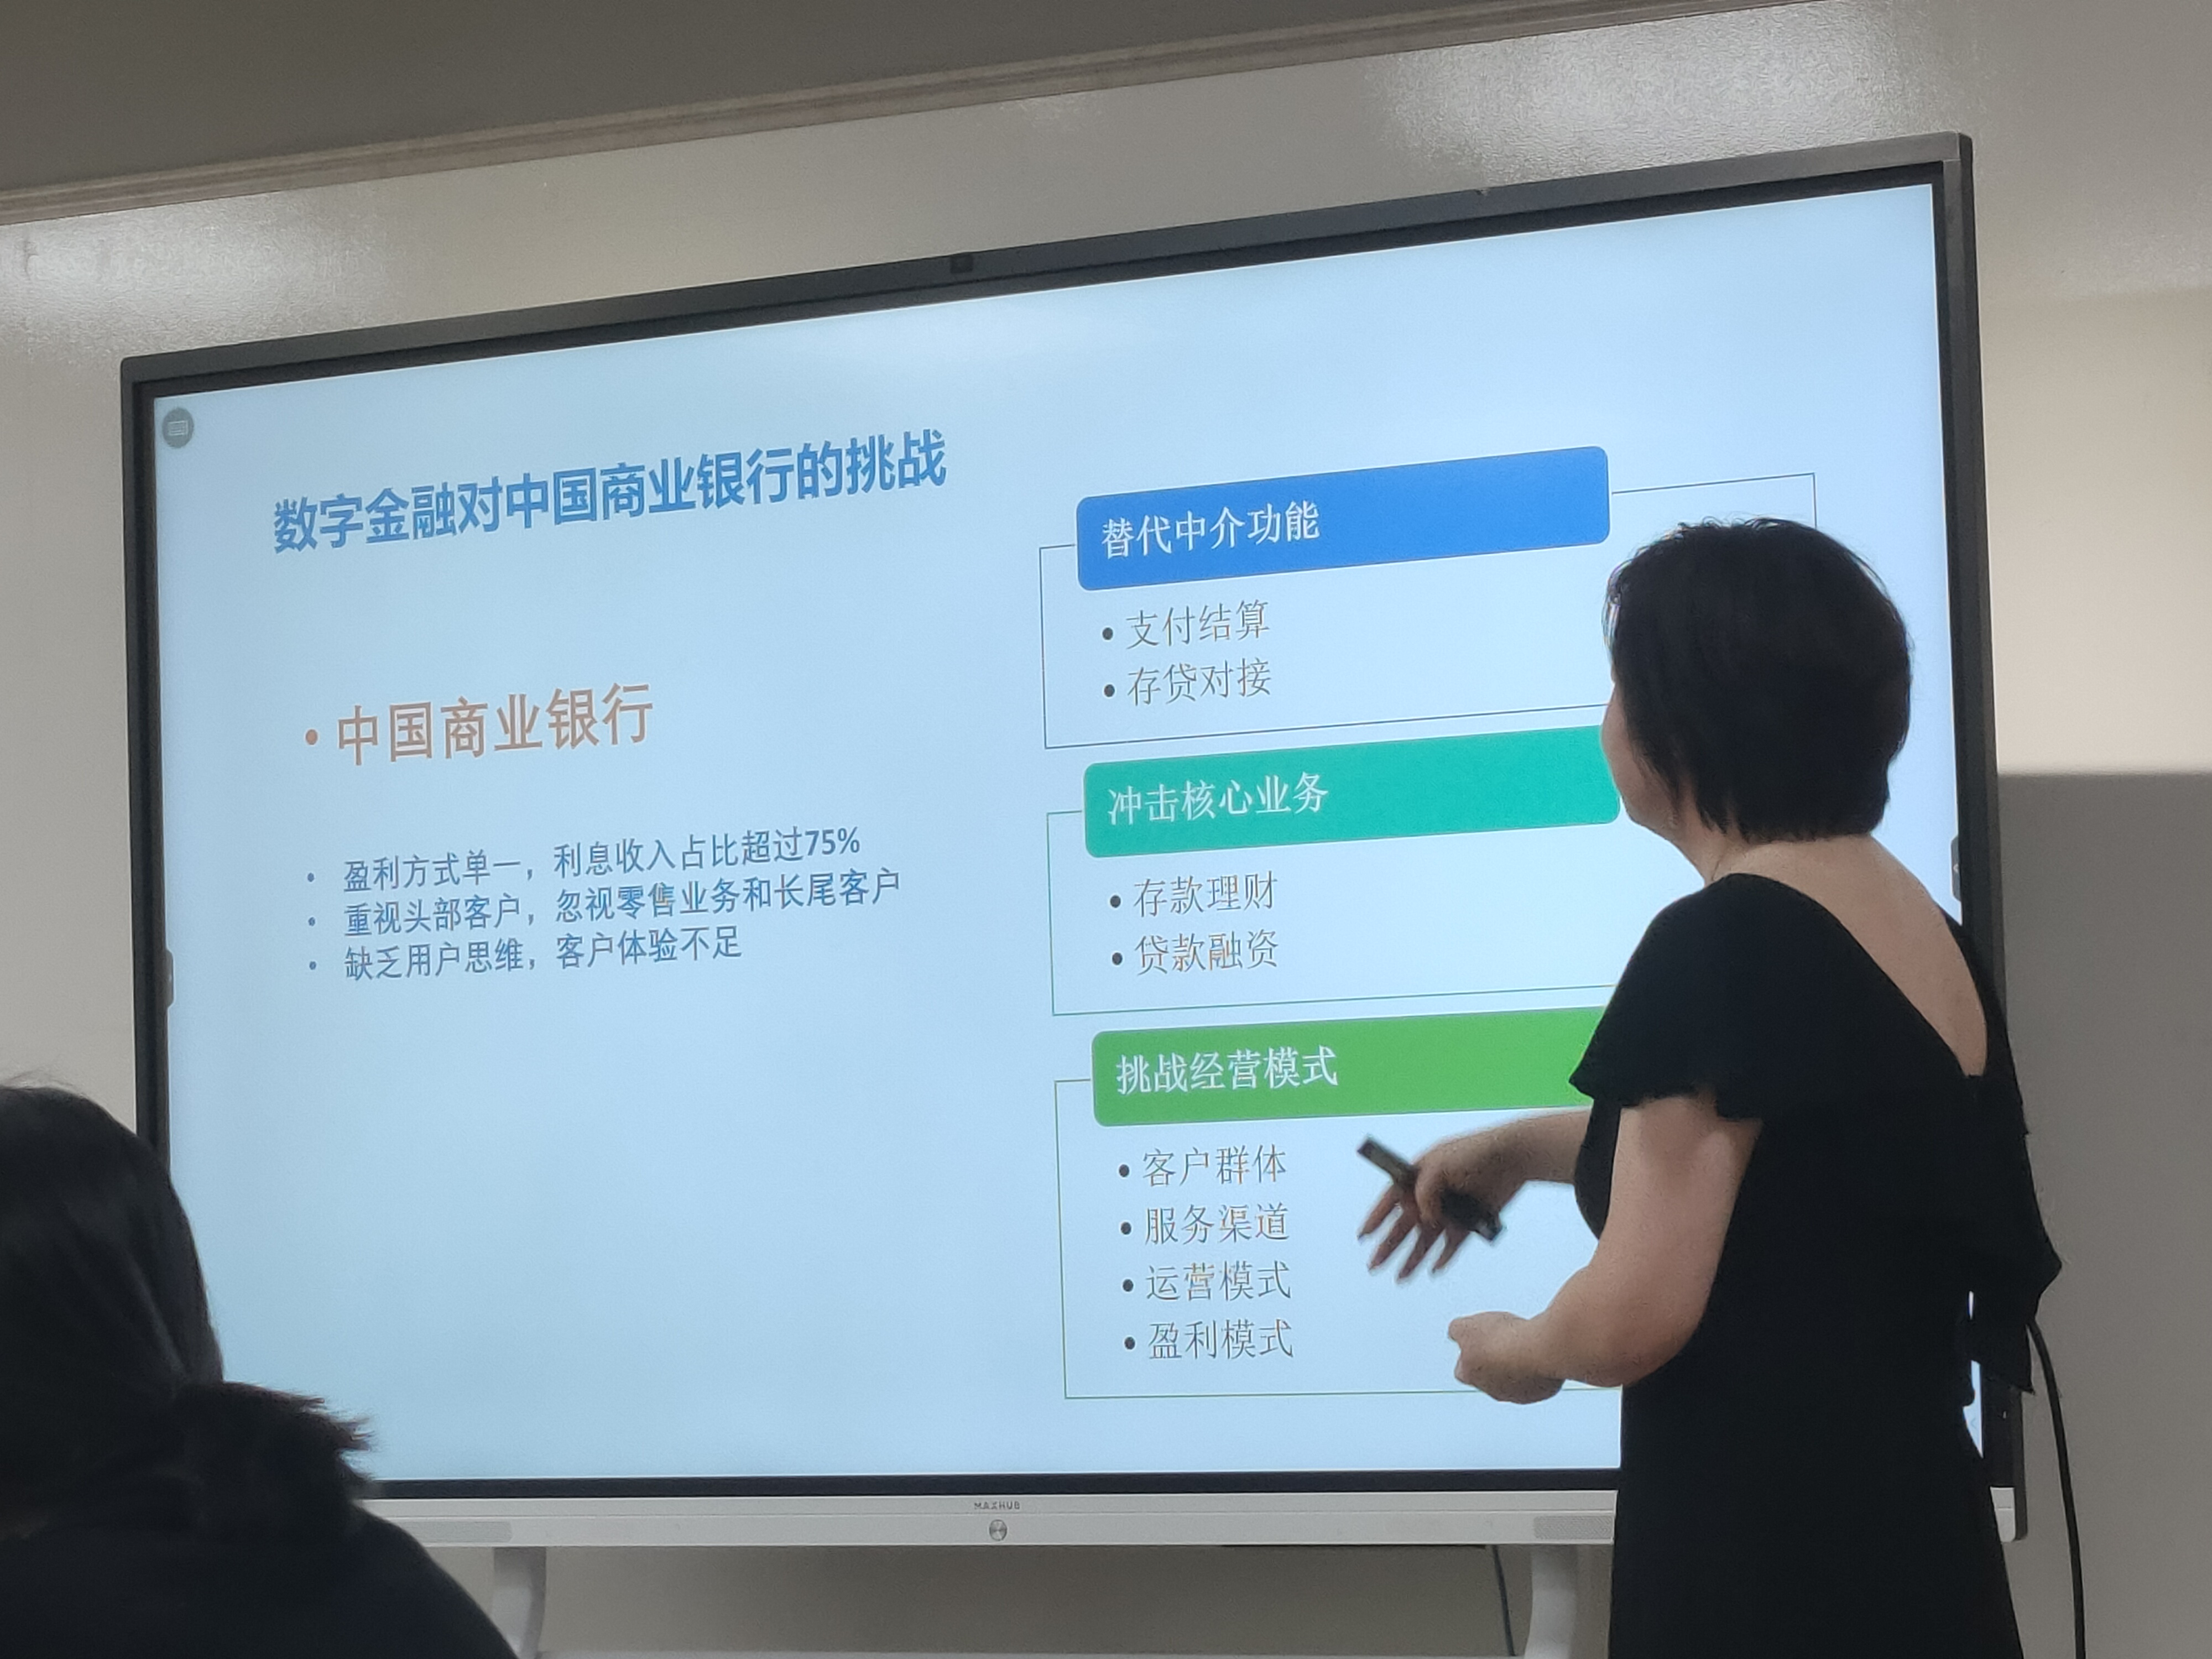 数字金融对中国商业银行的挑战
• 中国商业银行
• 盈利方式单一，利息收入占比超过75%
• 重视头部客户，忽视零售业务和长尾客户
• 缺乏用户思维，客户体验不足
替代中介功能
• 支付结算
• 存贷对接
冲击核心业务
• 存款理财
• 贷款融资
挑战经营模式
• 客户群体
• 服务渠道
• 运营模式
• 盈利模式
MAXHUB